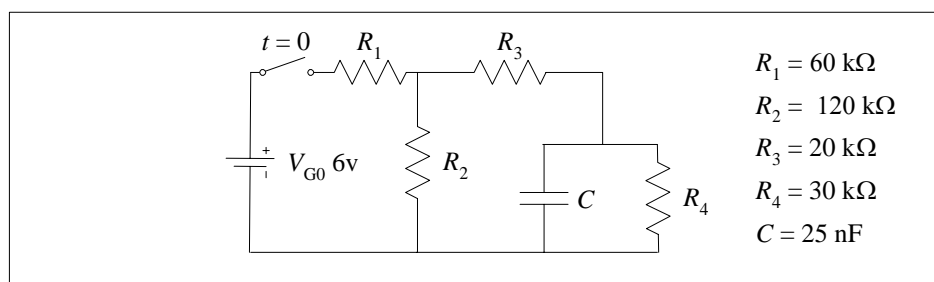 t = 0
R1
R3
R1 = 60 kΩ
R2 = 120 kΩ
+
VG0 6v
R2
R3 = 20 kΩ
C
R4
R4 = 30 kΩ
C = 25 nF